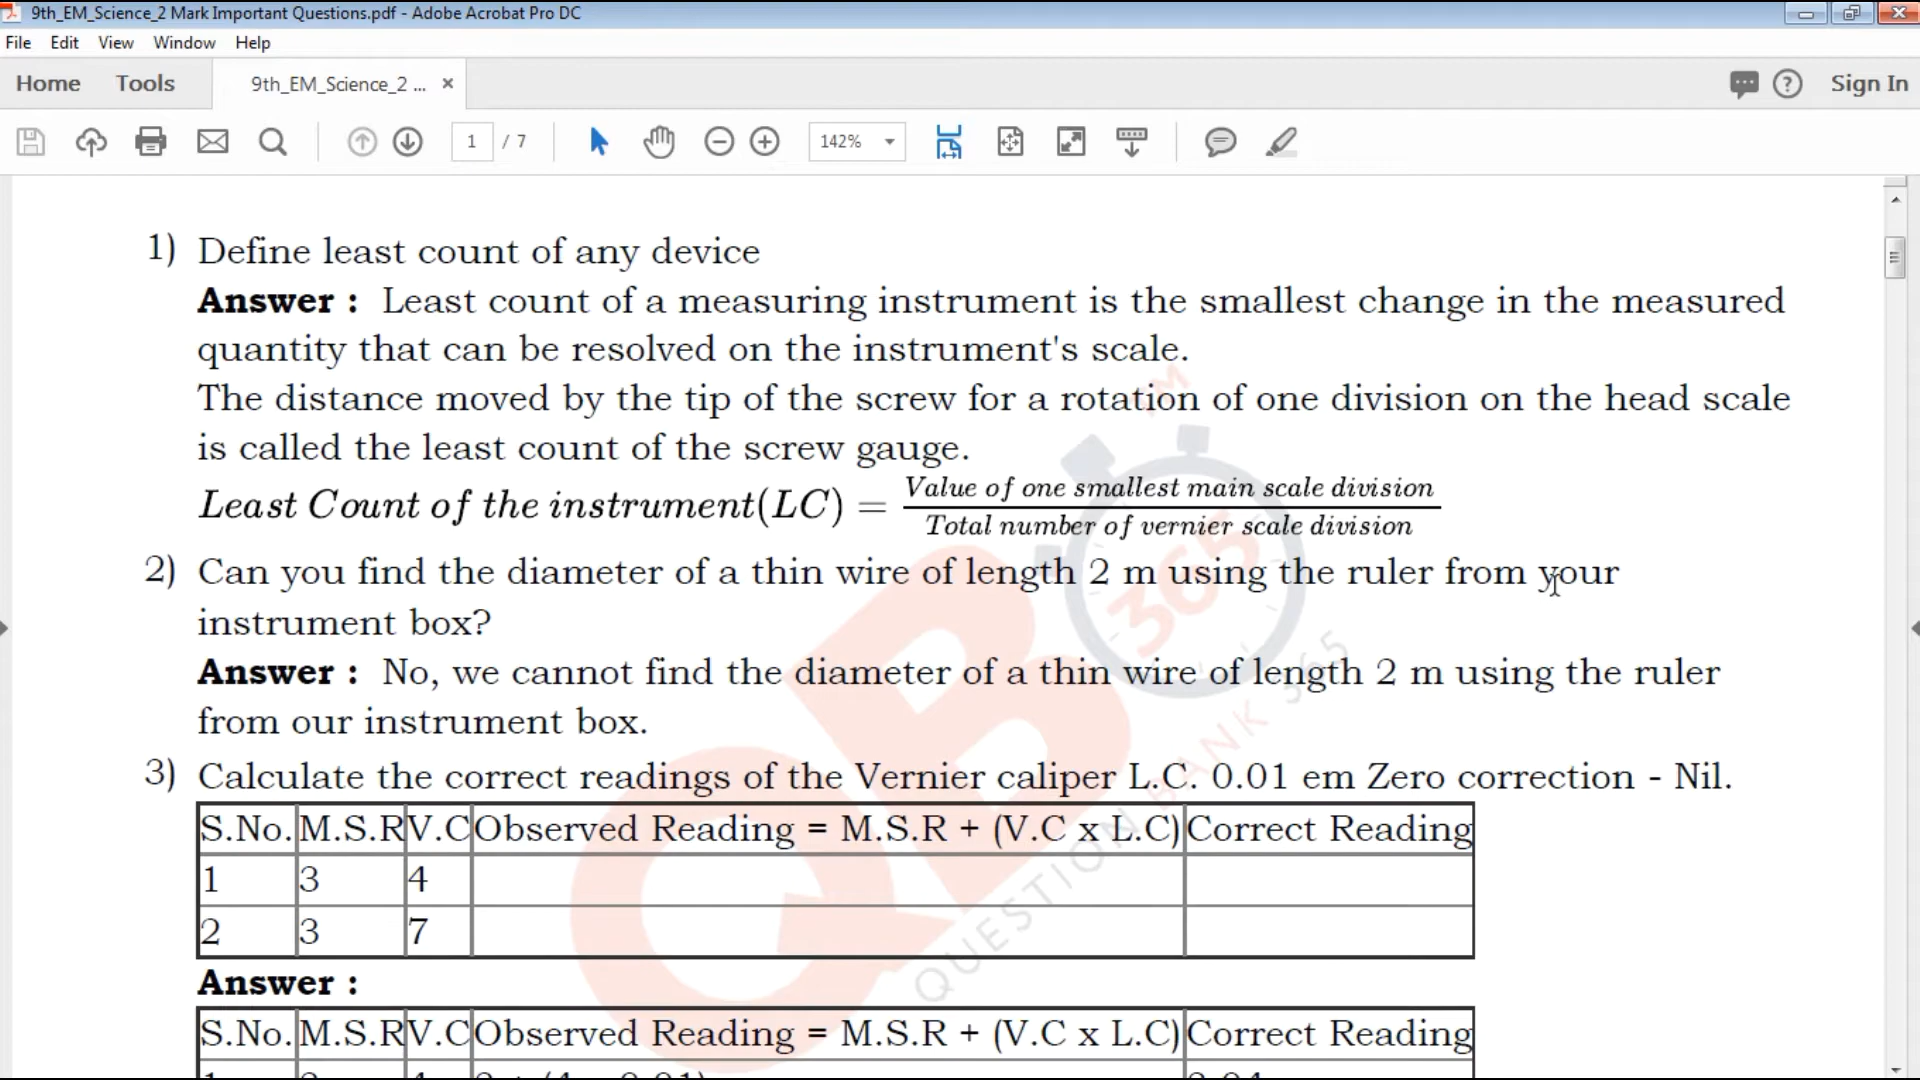 9th_EM_Science_2 Mark Important Questions.pdf - Adobe Acrobat Pro DC
File Edit View Window Help
Home Tools 9th_EM_Science_2 ... × Sign In
1 / 7 142%
1) Define least count of any device
Answer : Least count of a measuring instrument is the smallest change in the measured
quantity that can be resolved on the instrument's scale.
The distance moved by the tip of the screw for a rotation of one division on the head scale
is called the least count of the screw gauge.
Least Count of the instrument(LC) = Value of one smallest main scale division
Total number of vernier scale division
2) Can you find the diameter of a thin wire of length 2 m using the ruler from your
instrument box?
Answer : No, we cannot find the diameter of a thin wire of length 2 m using the ruler
from our instrument box.
3) Calculate the correct readings of the Vernier caliper L.C. 0.01 em Zero correction - Nil.
S.No. M.S.R V.C Observed Reading = M.S.R + (V.C x L.C) Correct Reading
1 3 4
2 3 7
Answer :
S.No. M.S.R V.C Observed Reading = M.S.R + (V.C x L.C) Correct Reading
QB
365
QUESTION BANK 365